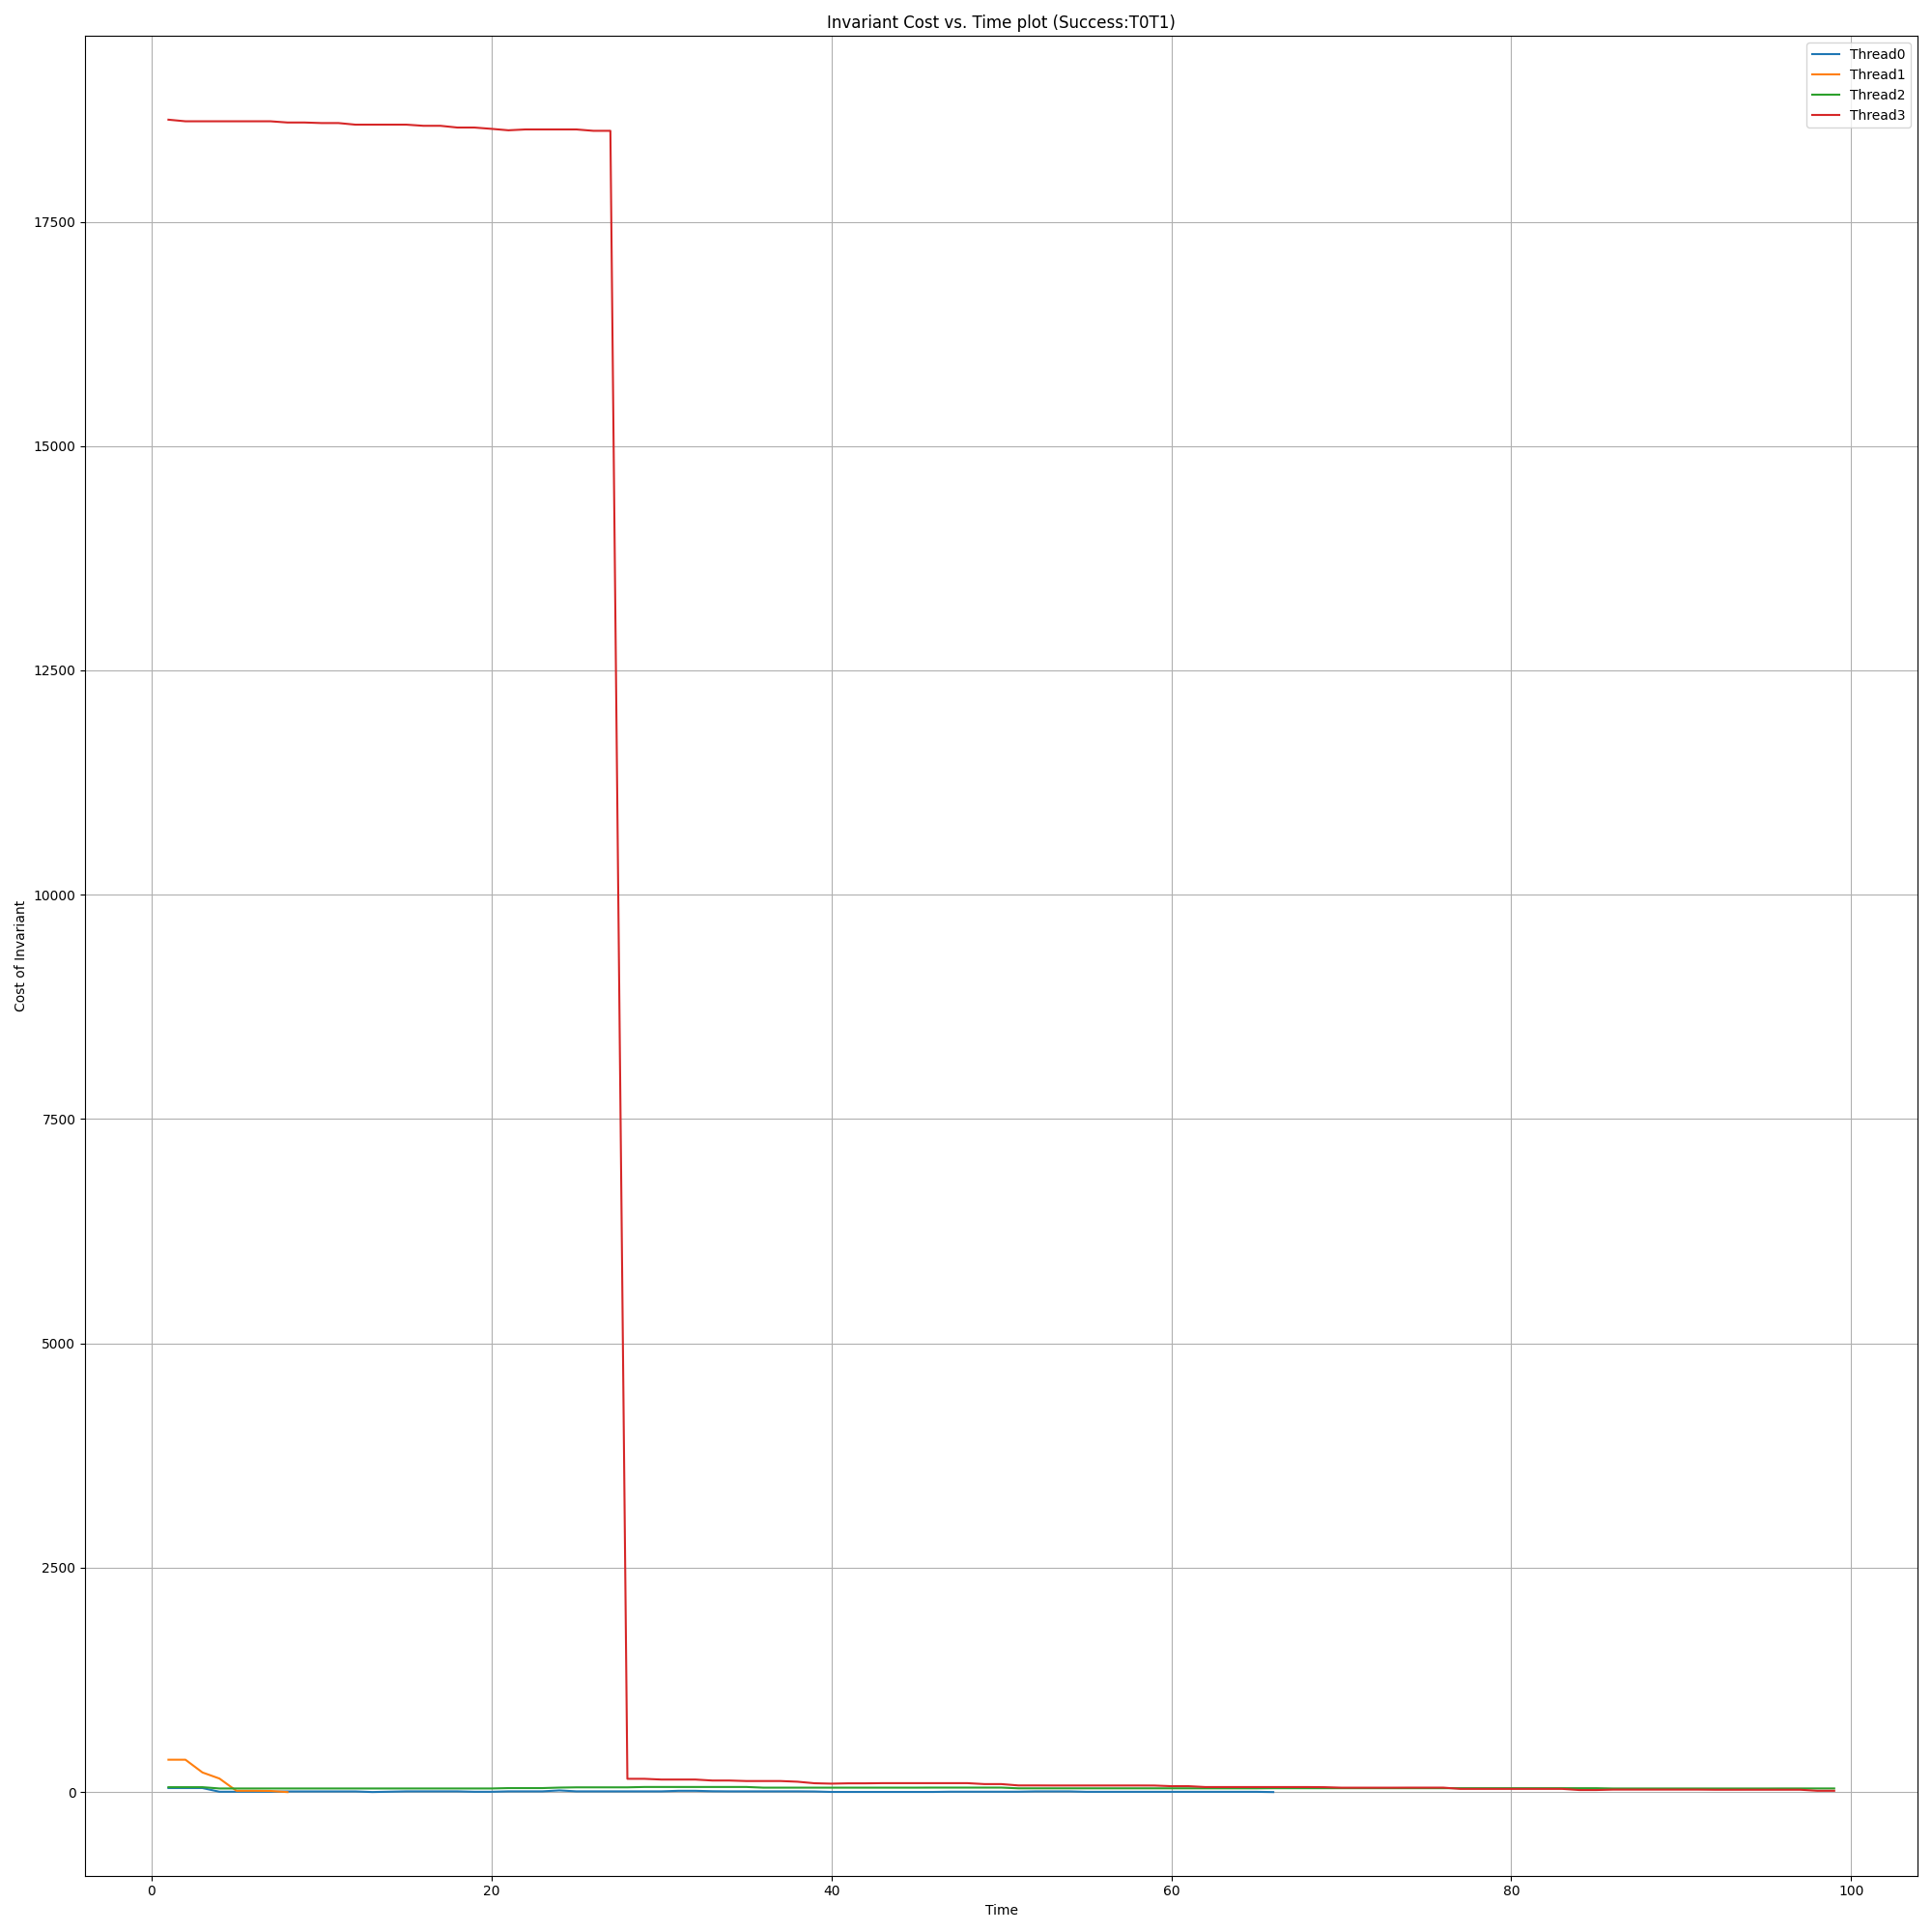 Invariant Cost vs. Time plot (Success:T0T1)
Thread0
Thread1
Thread2
Thread3
17500
15000
12500
10000
7500
5000
2500
0
Cost of Invariant
0 20 40 60 80 100
Time